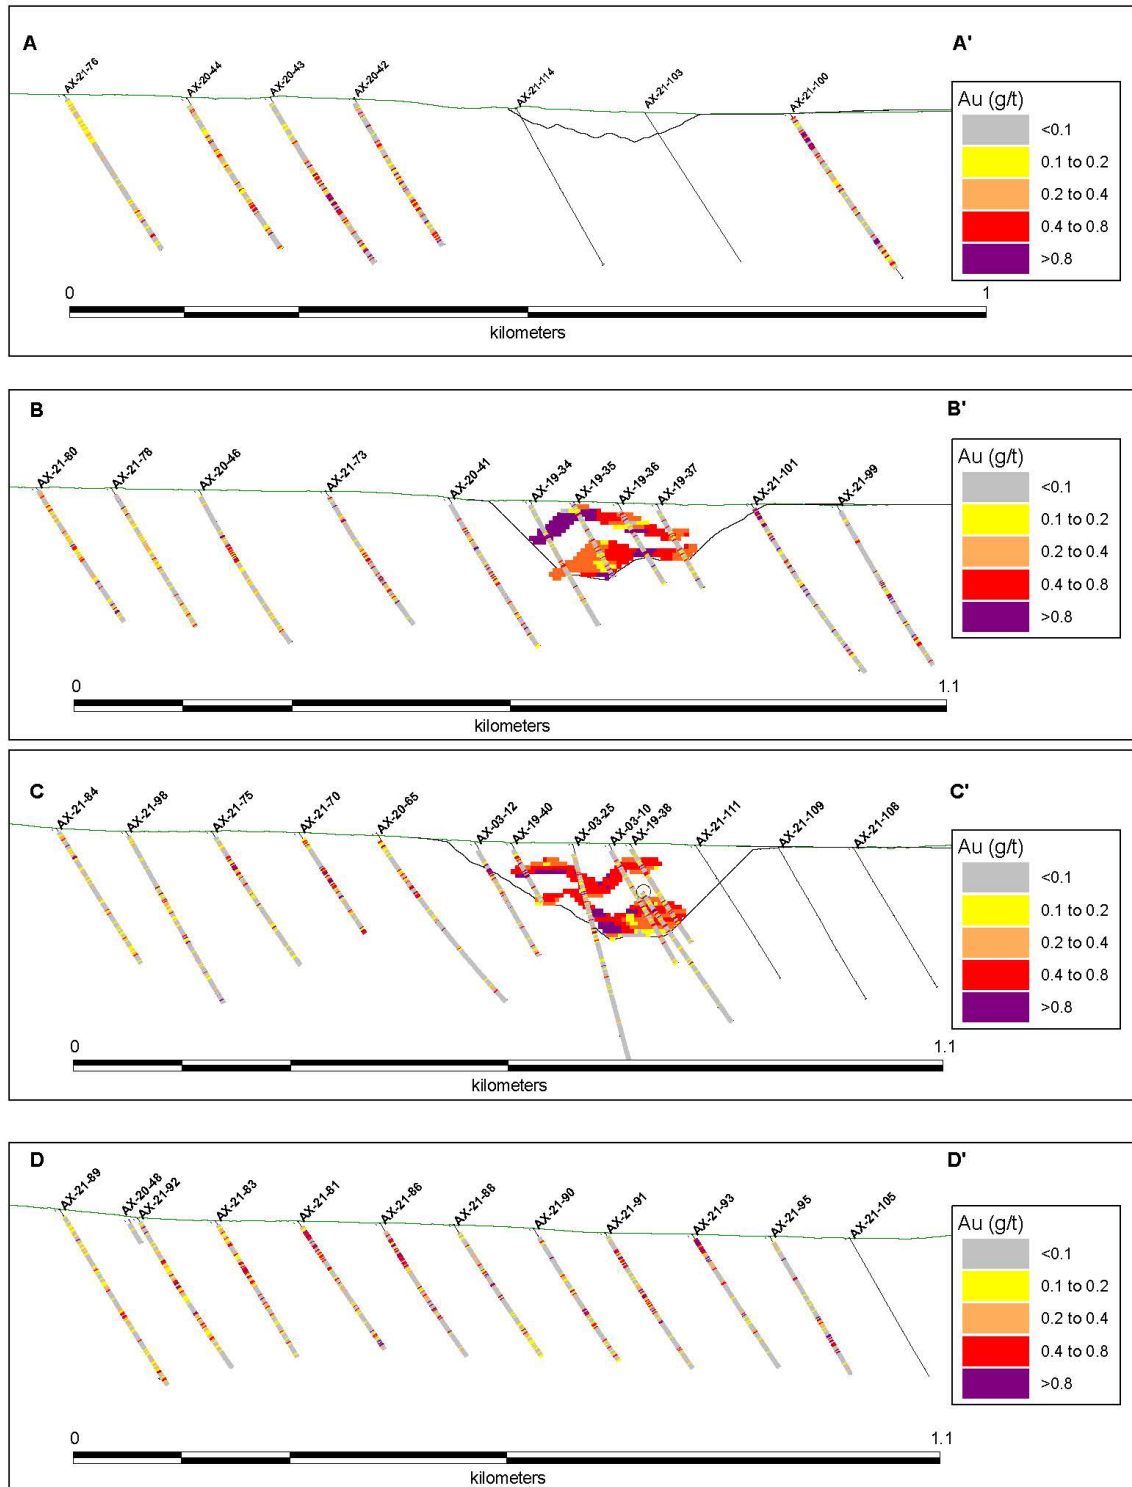 A
A'
AX-21-76
AX-20-44
AX-20-43
AX-20-42
AX-21-114
AX-21-103
AX-21-100
Au (g/t)
<0.1
0.1 to 0.2
0.2 to 0.4
0.4 to 0.8
>0.8
0
1
kilometers
B
B'
AX-21-80
AX-21-78
AX-20-46
AX-21-73
AX-20-41
AX-19-34
AX-19-35
AX-19-36
AX-19-37
AX-21-101
AX-21-99
Au (g/t)
<0.1
0.1 to 0.2
0.2 to 0.4
0.4 to 0.8
>0.8
0
1.1
kilometers
C
C'
AX-21-84
AX-21-98
AX-21-75
AX-21-70
AX-20-65
AX-03-12
AX-19-40
AX-03-25
AX-03-10
AX-19-38
AX-21-111
AX-21-109
AX-21-108
Au (g/t)
<0.1
0.1 to 0.2
0.2 to 0.4
0.4 to 0.8
>0.8
0
1.1
kilometers
D
D'
AX-21-89
AX-20-48
AX-21-92
AX-21-83
AX-21-81
AX-21-86
AX-21-88
AX-21-90
AX-21-91
AX-21-93
AX-21-95
AX-21-105
Au (g/t)
<0.1
0.1 to 0.2
0.2 to 0.4
0.4 to 0.8
>0.8
0
1.1
kilometers